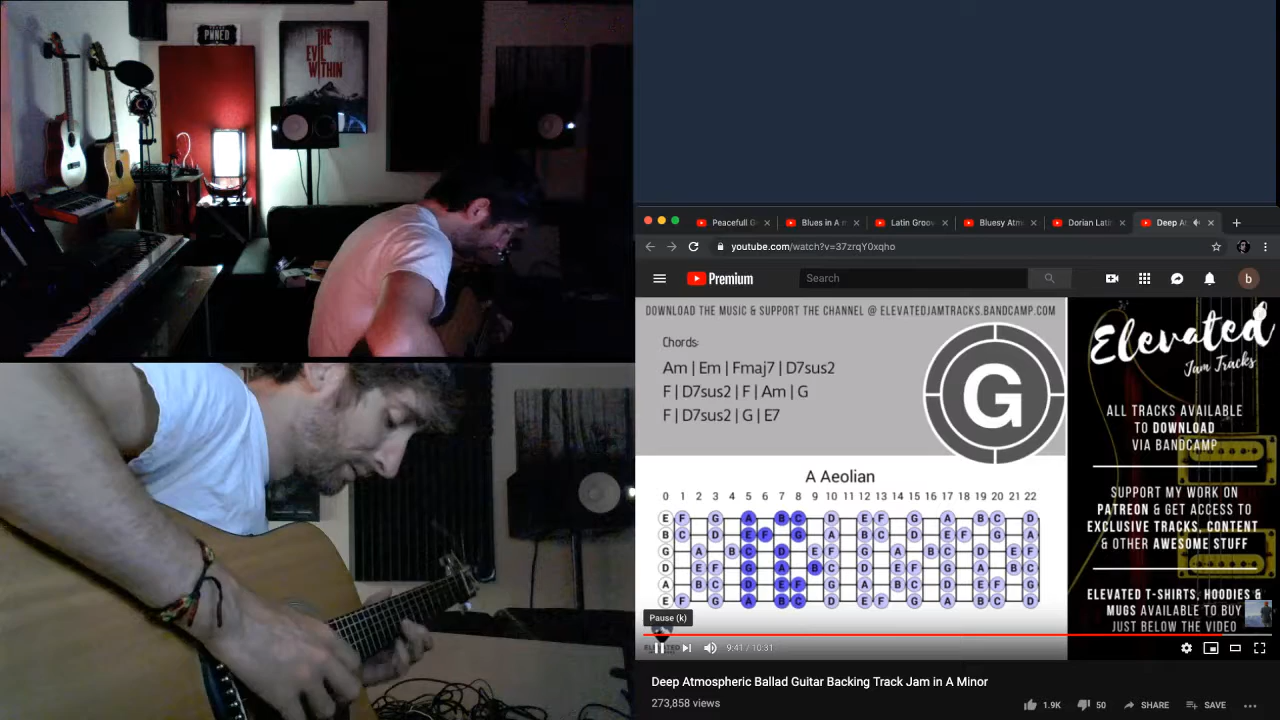 PWNED
THE
EVIL
WITHIN
Peacefull G
Blues in A m
Latin Groov
Bluesy Atmo
Dorian Lati
Deep At
youtube.com/watch?v=37zrqY0xqho
Premium
Search
b
DOWNLOAD THE MUSIC & SUPPORT THE CHANNEL @ ELEVATEDJAMTRACKS.BANDCAMP.COM
Chords:
Am | Em | Fmaj7 | D7sus2
F | D7sus2 | F | Am | G
F | D7sus2 | G | E7
G
A Aeolian
0 1 2 3 4 5 6 7 8 9 10 11 12 13 14 15 16 17 18 19 20 21 22
E F G A B C D E F G A B C D
B C D E F G A B C D E F G A
G A B C D E F G A B C D E F
D E F G A B C D E F G A B C
A B C D E F G A B C D E F G
E F G A B C D E F G A B C D
Elevated
Jam Tracks
ALL TRACKS AVAILABLE
TO DOWNLOAD
VIA BANDCAMP
SUPPORT MY WORK ON
PATREON & GET ACCESS TO
EXCLUSIVE TRACKS, CONTENT
& OTHER AWESOME STUFF
ELEVATED T-SHIRTS, HOODIES &
MUGS AVAILABLE TO BUY
JUST BELOW THE VIDEO
Pause (k)
9:41 / 10:31
Deep Atmospheric Ballad Guitar Backing Track Jam in A Minor
273,858 views
1.9K
50
SHARE
SAVE